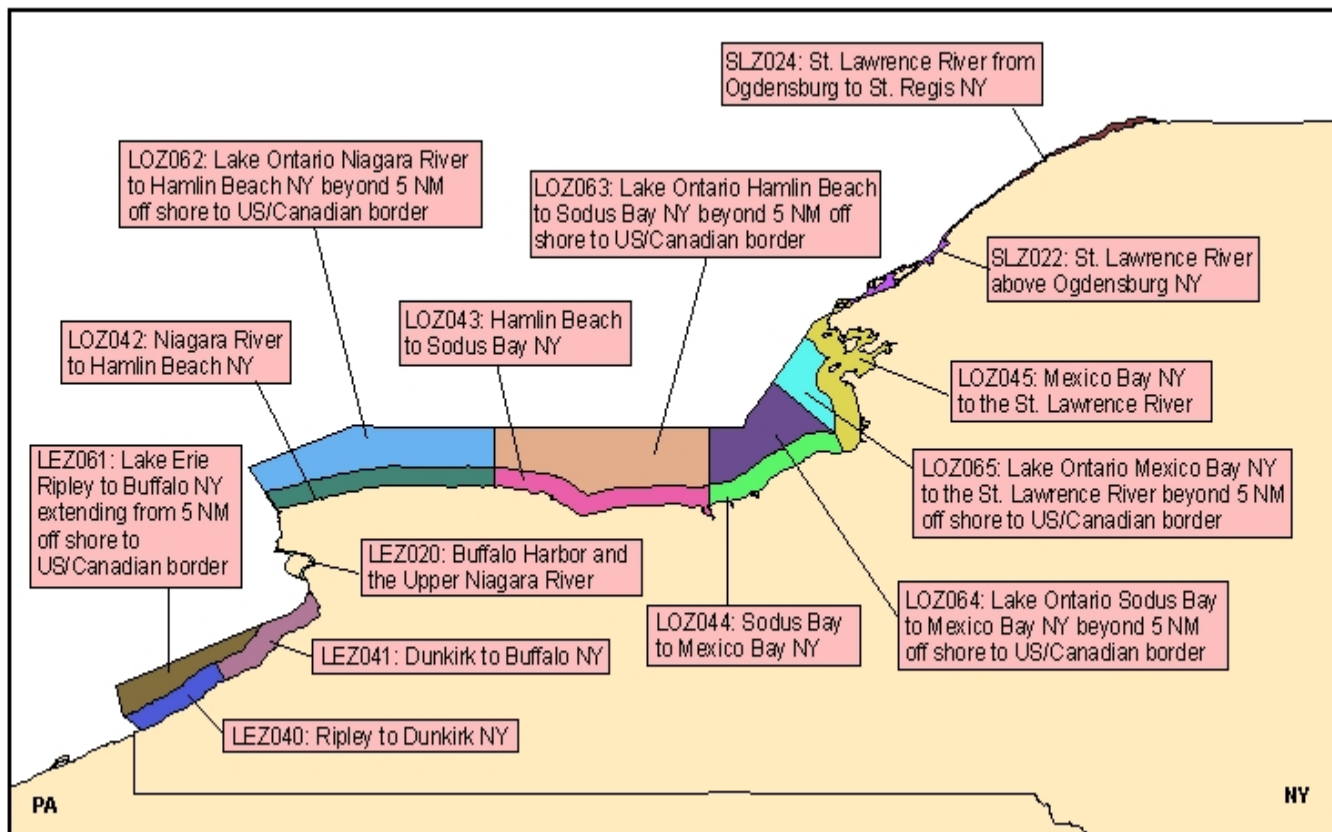 SLZ024: St. Lawrence River from
Ogdensburg to St. Regis NY
LOZ062: Lake Ontario Niagara River
to Hamlin Beach NY beyond 5 NM
off shore to US/Canadian border
LOZ063: Lake Ontario Hamlin Beach
to Sodus Bay NY beyond 5 NM off
shore to US/Canadian border
SLZ022: St. Lawrence River
above Ogdensburg NY
LOZ043: Hamlin Beach
to Sodus Bay NY
LOZ042: Niagara River
to Hamlin Beach NY
LOZ045: Mexico Bay NY
to the St. Lawrence River
LEZ061: Lake Erie
Ripley to Buffalo NY
extending from 5 NM
off shore to
US/Canadian border
LOZ065: Lake Ontario Mexico Bay NY
to the St. Lawrence River beyond 5 NM
off shore to US/Canadian border
LEZ020: Buffalo Harbor and
the Upper Niagara River
LOZ064: Lake Ontario Sodus Bay
to Mexico Bay NY beyond 5 NM
off shore to US/Canadian border
LOZ044: Sodus Bay
to Mexico Bay NY
LEZ041: Dunkirk to Buffalo NY
LEZ040: Ripley to Dunkirk NY
PA
NY